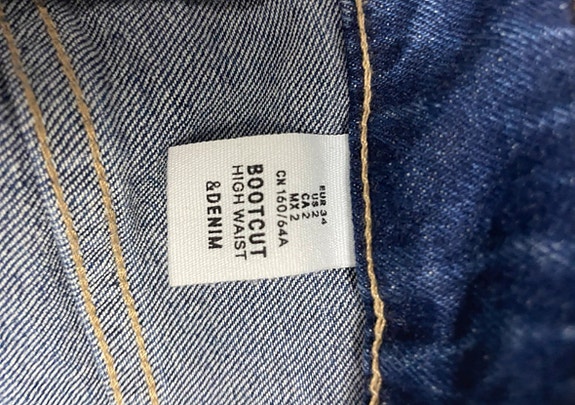 EUR 34
US 2
CA 2
MX 2
CN 160/64A
BOOTCUT
HIGH WAIST
&DENIM